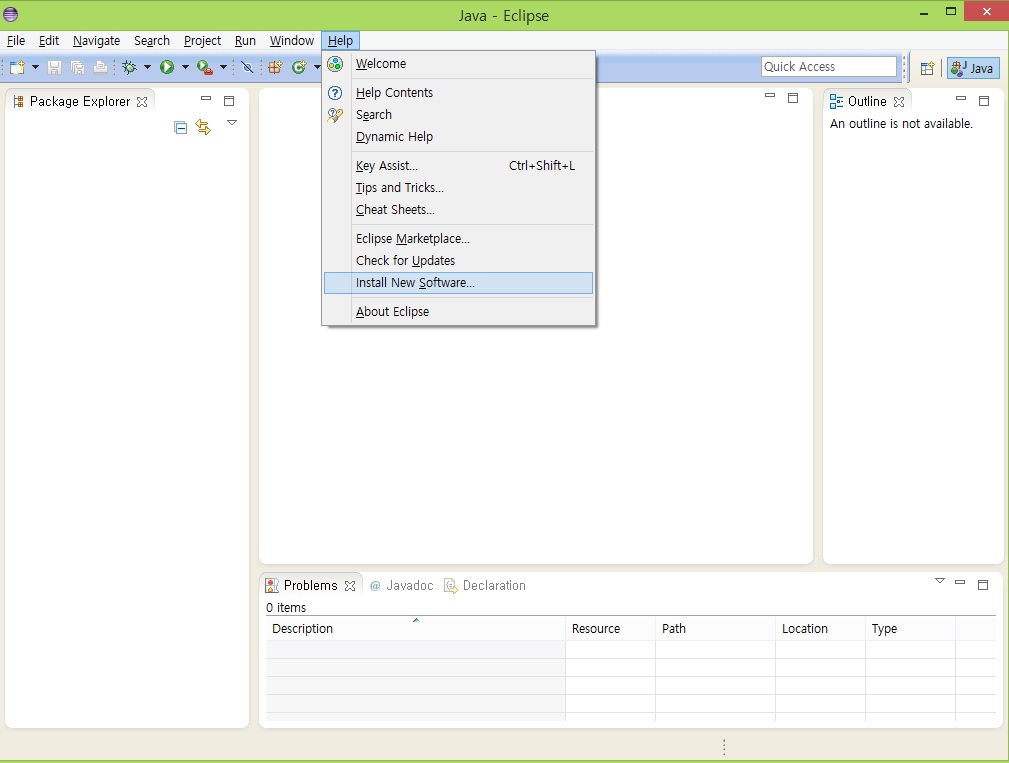 Java - Eclipse
File Edit Navigate Search Project Run Window Help
Quick Access
Java
Welcome
Help Contents
Search
Dynamic Help
Key Assist... Ctrl+Shift+L
Tips and Tricks...
Cheat Sheets...
Eclipse Marketplace...
Check for Updates
Install New Software...
About Eclipse
Package Explorer
Outline
An outline is not available.
Problems @ Javadoc Declaration
0 items
Description Resource Path Location Type